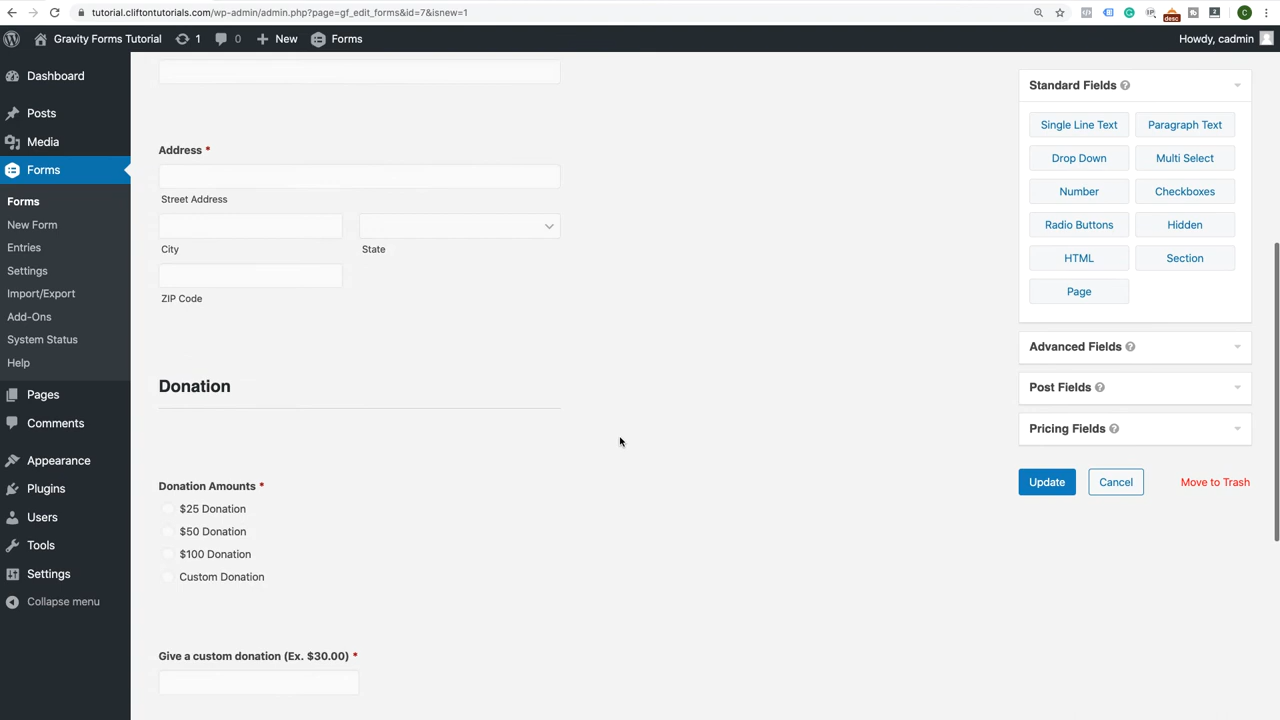 tutorial.cliftontutorials.com/wp-admin/admin.php?page=gf_edit_forms&id=7&isnew=1
Gravity Forms Tutorial 1 0 New Forms Howdy, cadmin
Dashboard
Posts
Media
Forms
Forms
New Form
Entries
Settings
Import/Export
Add-Ons
System Status
Help
Pages
Comments
Appearance
Plugins
Users
Tools
Settings
Collapse menu
Address *
Street Address
City State
ZIP Code
Donation
Donation Amounts *
$25 Donation
$50 Donation
$100 Donation
Custom Donation
Give a custom donation (Ex. $30.00) *
Standard Fields ?
Single Line Text Paragraph Text
Drop Down Multi Select
Number Checkboxes
Radio Buttons Hidden
HTML Section
Page
Advanced Fields ?
Post Fields ?
Pricing Fields ?
Update Cancel Move to Trash